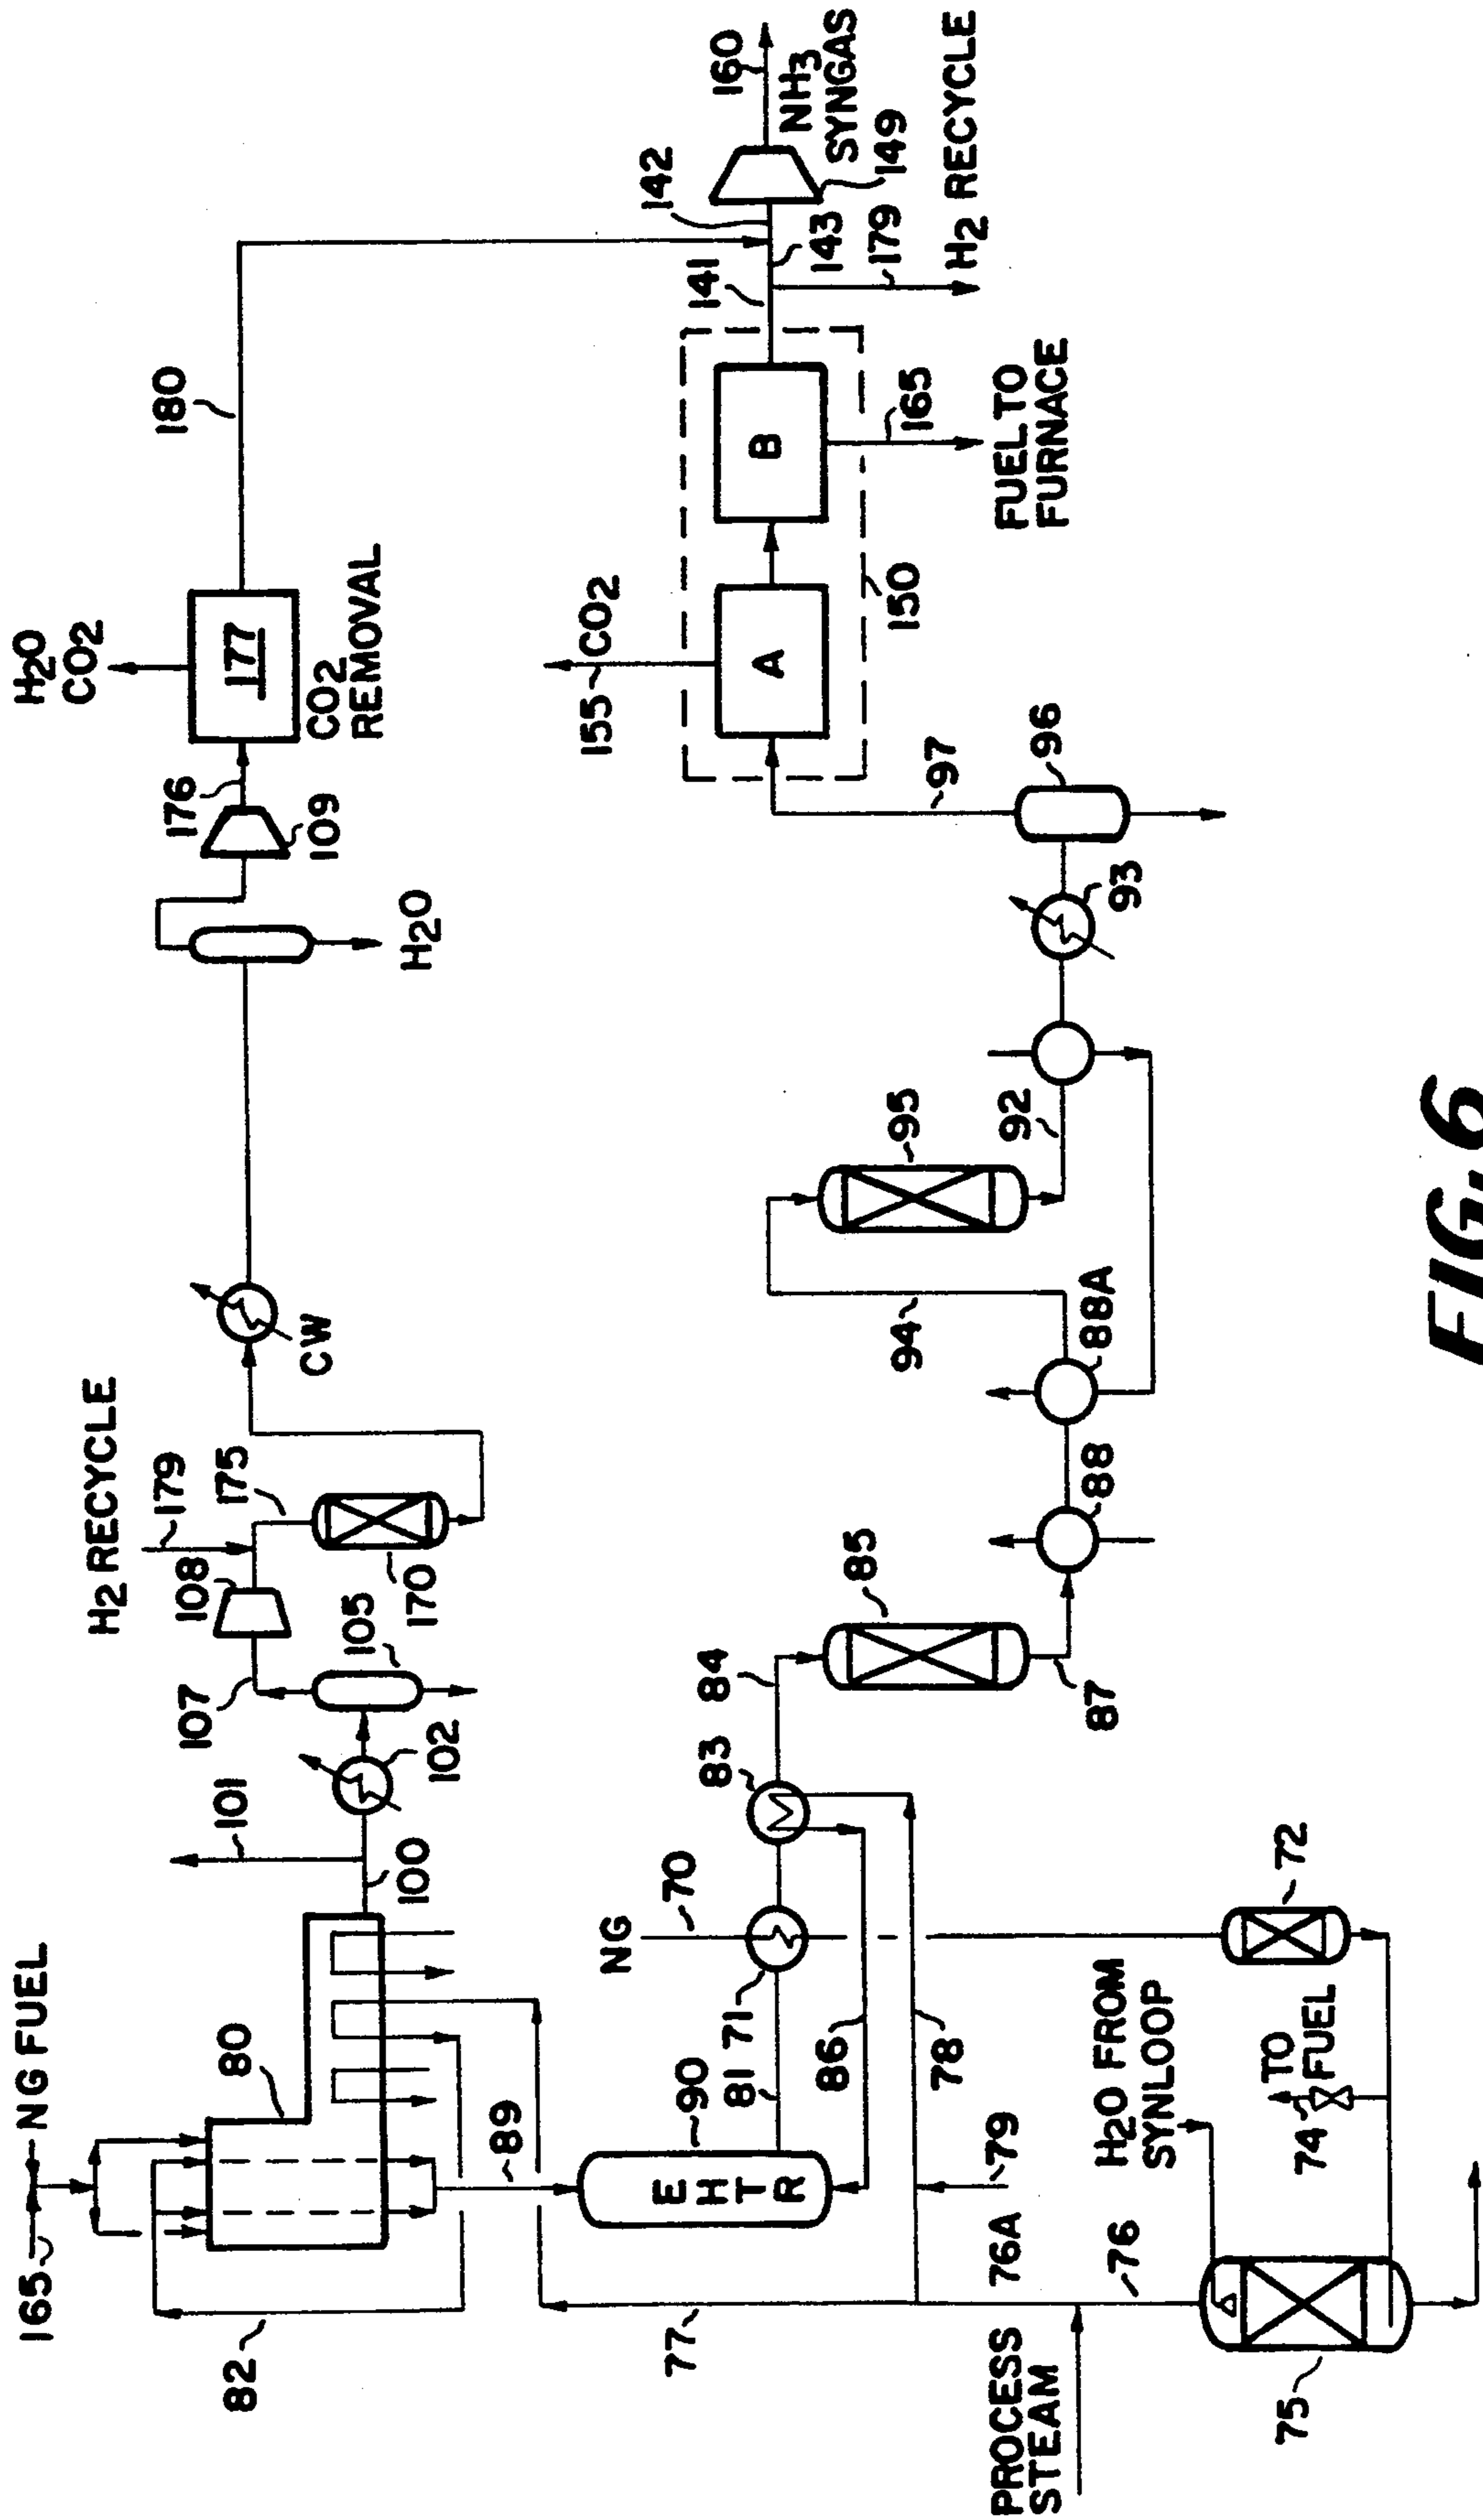 165
NG FUEL
82
80
101
100
102
107
105
108
H2 RECYCLE
179
175
170
CW
H2O
176
109
H2O
CO2
177
CO2
REMOVAL
180
89
90
EHTR
81
71
NG
70
83
84
86
78
85
87
88
88A
94
95
92
93
96
97
155
CO2
A
B
150
165
FUEL TO
FURNACE
141
142
143
179
H2 RECYCLE
149
160
NH3
SYNGAS
77
76A
79
76
PROCESS
STEAM
75
H2O FROM
SYNLOOP
74
TO
FUEL
72
FIG. 6